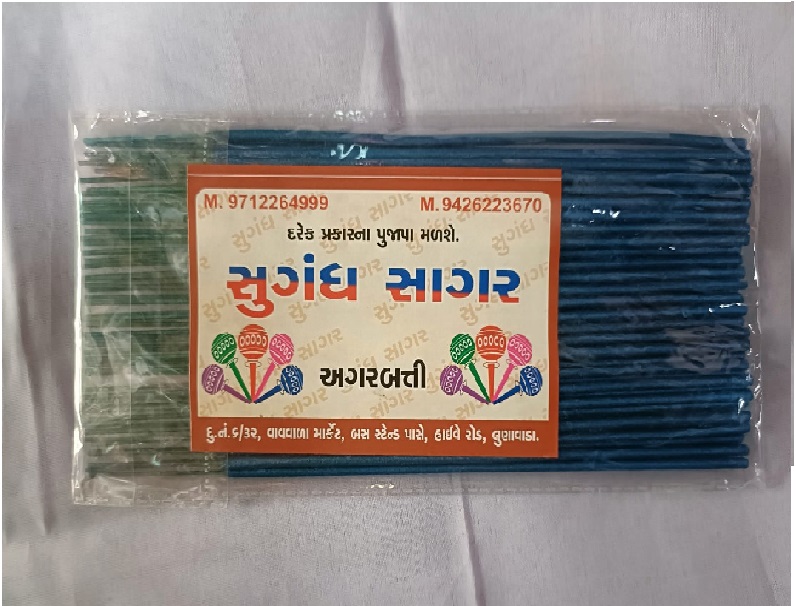 M. 9712264999 M. 9426223670
દરેક પ્રકારના પુજાપા મળશે.
સુગંધ સાગર
અગરબત્તી
દુ.નં.૬/૩૨, વાવવાળા માર્કેટ, બસ સ્ટેન્ડ પાસે, હાઈવે રોડ, લુણાવાડા.